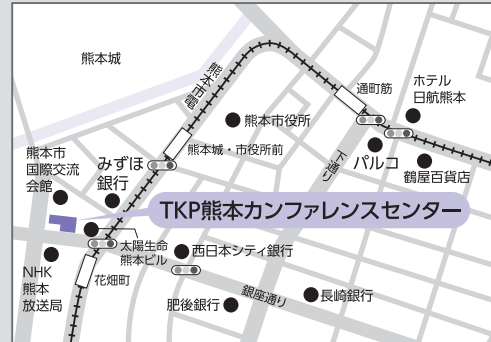 熊本城
熊本市電
通町筋
ホテル
日航熊本
熊本市役所
熊本城・市役所前
下通り
パルコ
鶴屋百貨店
熊本市
国際交流
会館
みずほ
銀行
TKP熊本カンファレンスセンター
太陽生命
熊本ビル
西日本シティ銀行
NHK
熊本
放送局
花畑町
銀座通り
肥後銀行
長崎銀行